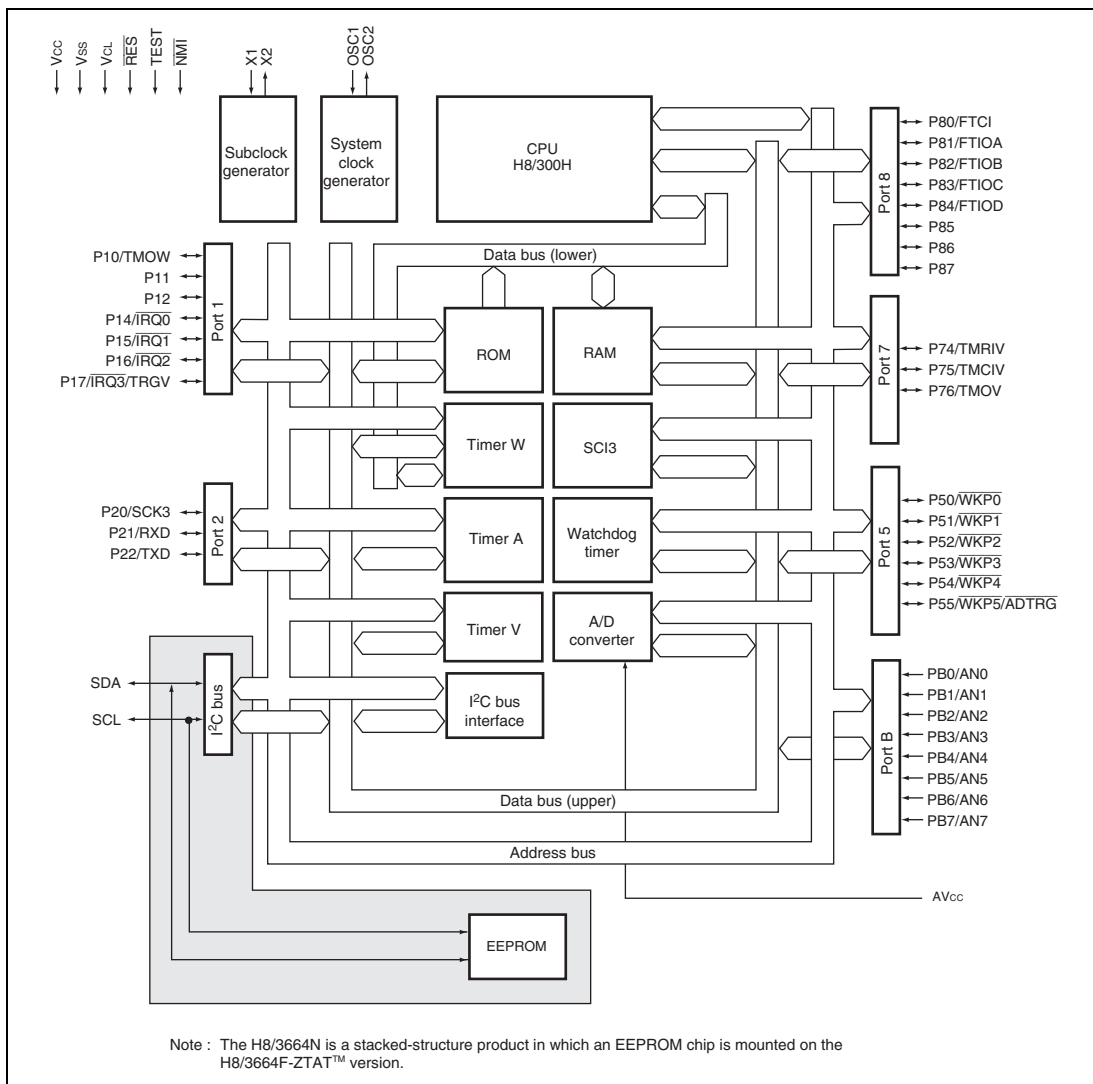 Vcc
Vss
VCL
RES
TEST
NMI
X1
X2
OSC1
OSC2
Subclock
generator
System
clock
generator
CPU
H8/300H
Port 8
P80/FTCI
P81/FTIOA
P82/FTIOB
P83/FTIOC
P84/FTIOD
P85
P86
P87
Data bus (lower)
P10/TMOW
P11
P12
P14/IRQ0
P15/IRQ1
P16/IRQ2
P17/IRQ3/TRGV
Port 1
ROM
RAM
Port 7
P74/TMRIV
P75/TMCIV
P76/TMOV
Timer W
SCI3
P20/SCK3
P21/RXD
P22/TXD
Port 2
Timer A
Watchdog
timer
Port 5
P50/WKP0
P51/WKP1
P52/WKP2
P53/WKP3
P54/WKP4
P55/WKP5/ADTRG
Timer V
A/D
converter
SDA
SCL
I2C bus
I2C bus
interface
Port B
PB0/AN0
PB1/AN1
PB2/AN2
PB3/AN3
PB4/AN4
PB5/AN5
PB6/AN6
PB7/AN7
Data bus (upper)
Address bus
AVcc
EEPROM
Note : The H8/3664N is a stacked-structure product in which an EEPROM chip is mounted on the
H8/3664F-ZTAT™ version.